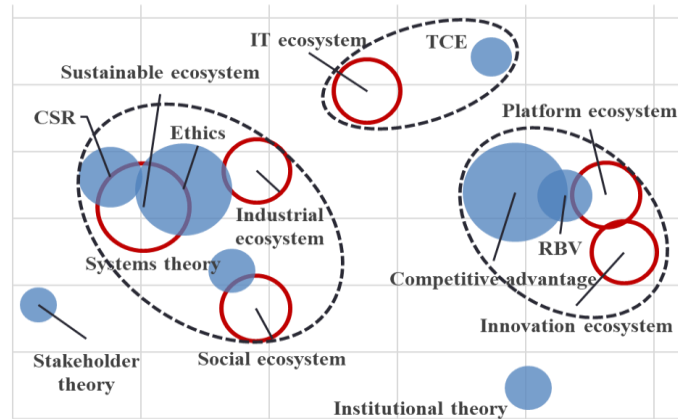 IT ecosystem
TCE
Sustainable ecosystem
CSR
Ethics
Platform ecosystem
Industrial
ecosystem
RBV
Systems theory
Competitive advantage
Innovation ecosystem
Stakeholder
theory
Social ecosystem
Institutional theory